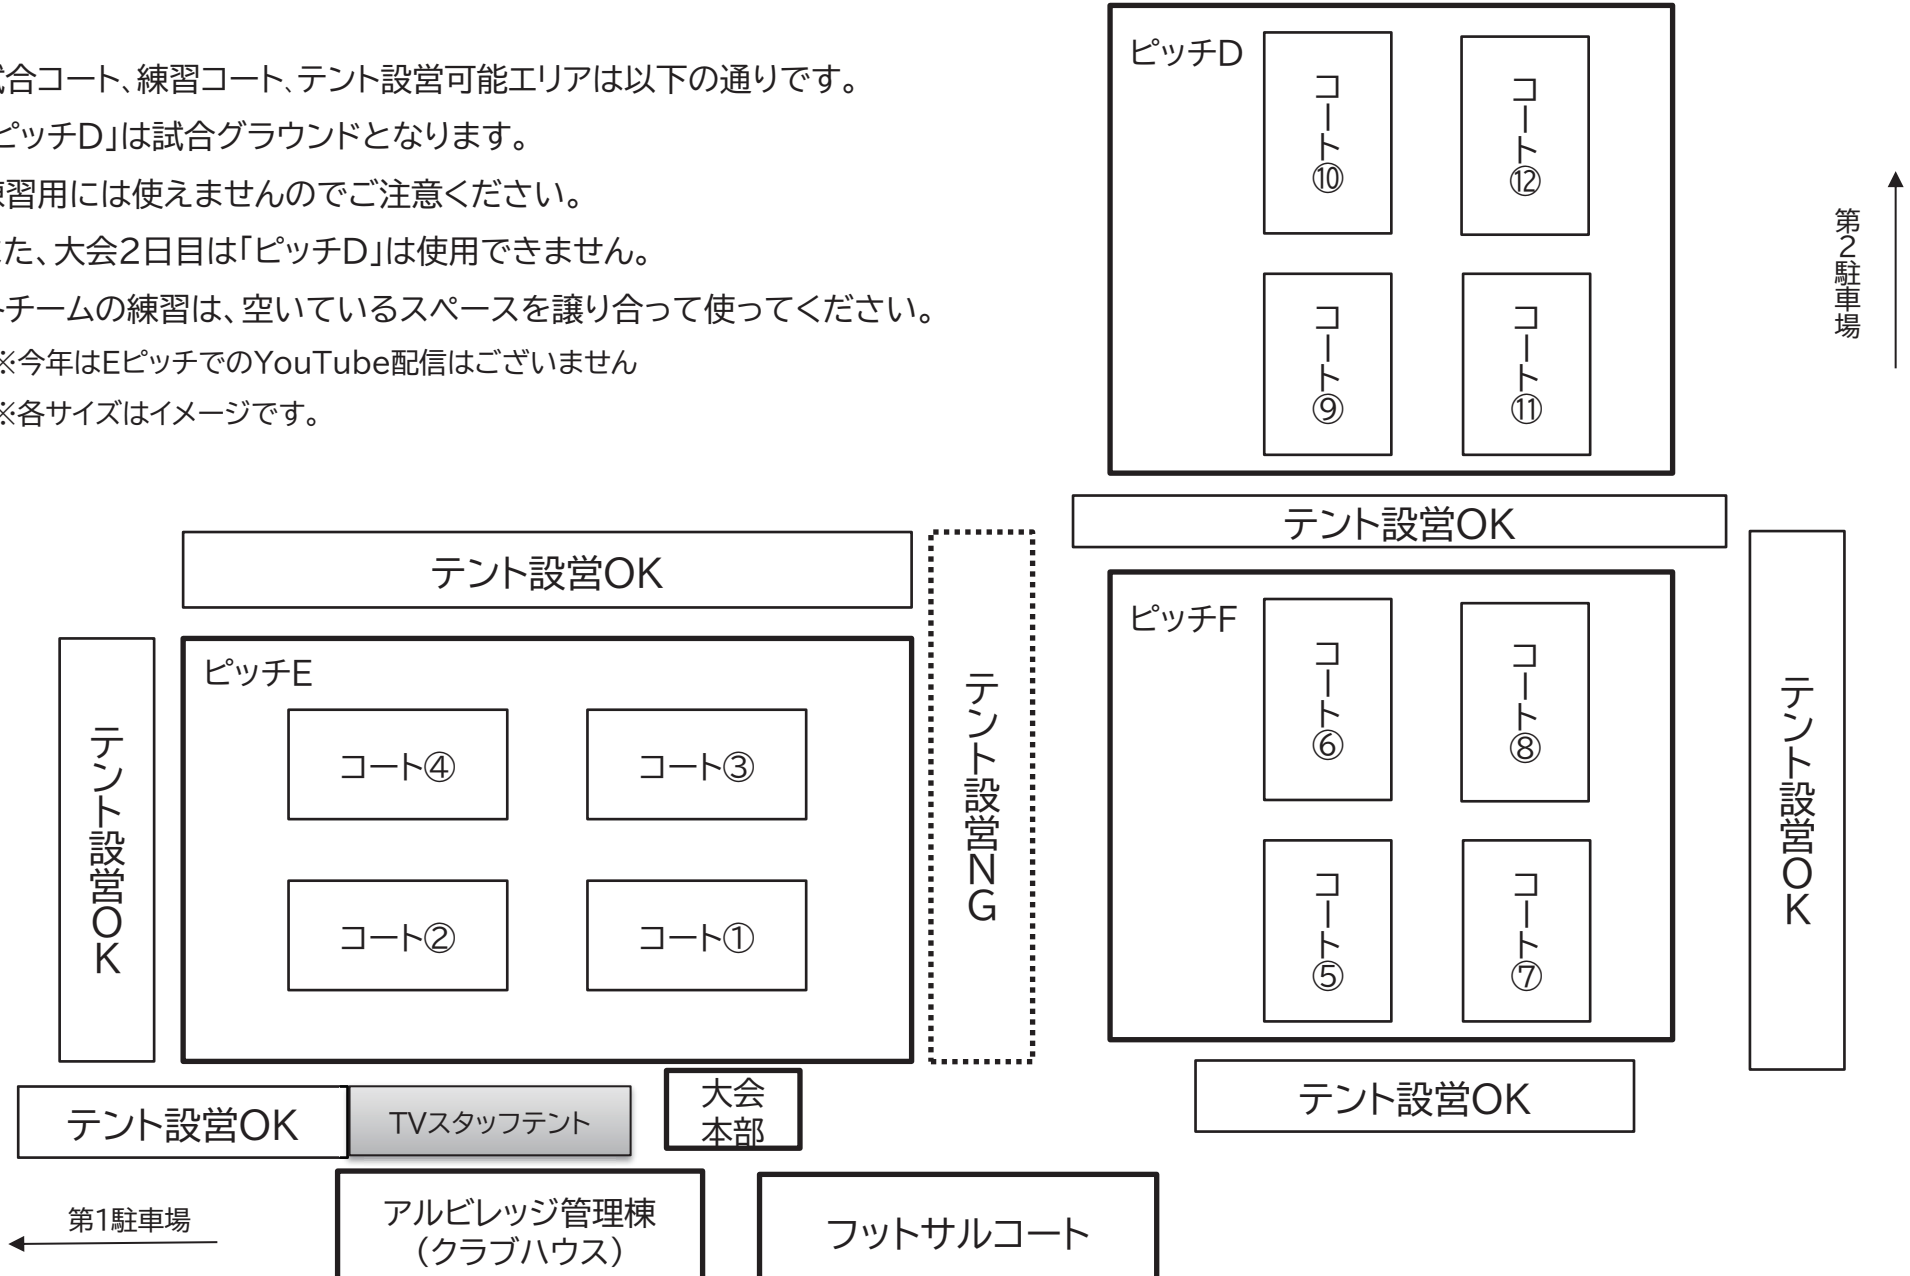 合コート、練習コート、テント設営可能エリアは以下の通りです。
ピッチD」は試合グラウンドとなります。
習用には使えませんのでご注意ください。
た、大会2日目は「ピッチD」は使用できません。
チームの練習は、空いているスペースを譲り合って使ってください。
※今年はEピッチでのYouTube配信はございません
※各サイズはイメージです。
ピッチD
コート⑩
コート⑫
コート⑨
コート⑪
第2駐車場
テント設営OK
テント設営OK
テント設営NG
ピッチF
コート⑥
コート⑧
コート⑤
コート⑦
テント設営OK
テント設営OK
ピッチE
コート④
コート③
コート②
コート①
テント設営OK
テント設営OK
TVスタッフテント
大会
本部
テント設営OK
第1駐車場
アルビレッジ管理棟
(クラブハウス)
フットサルコート